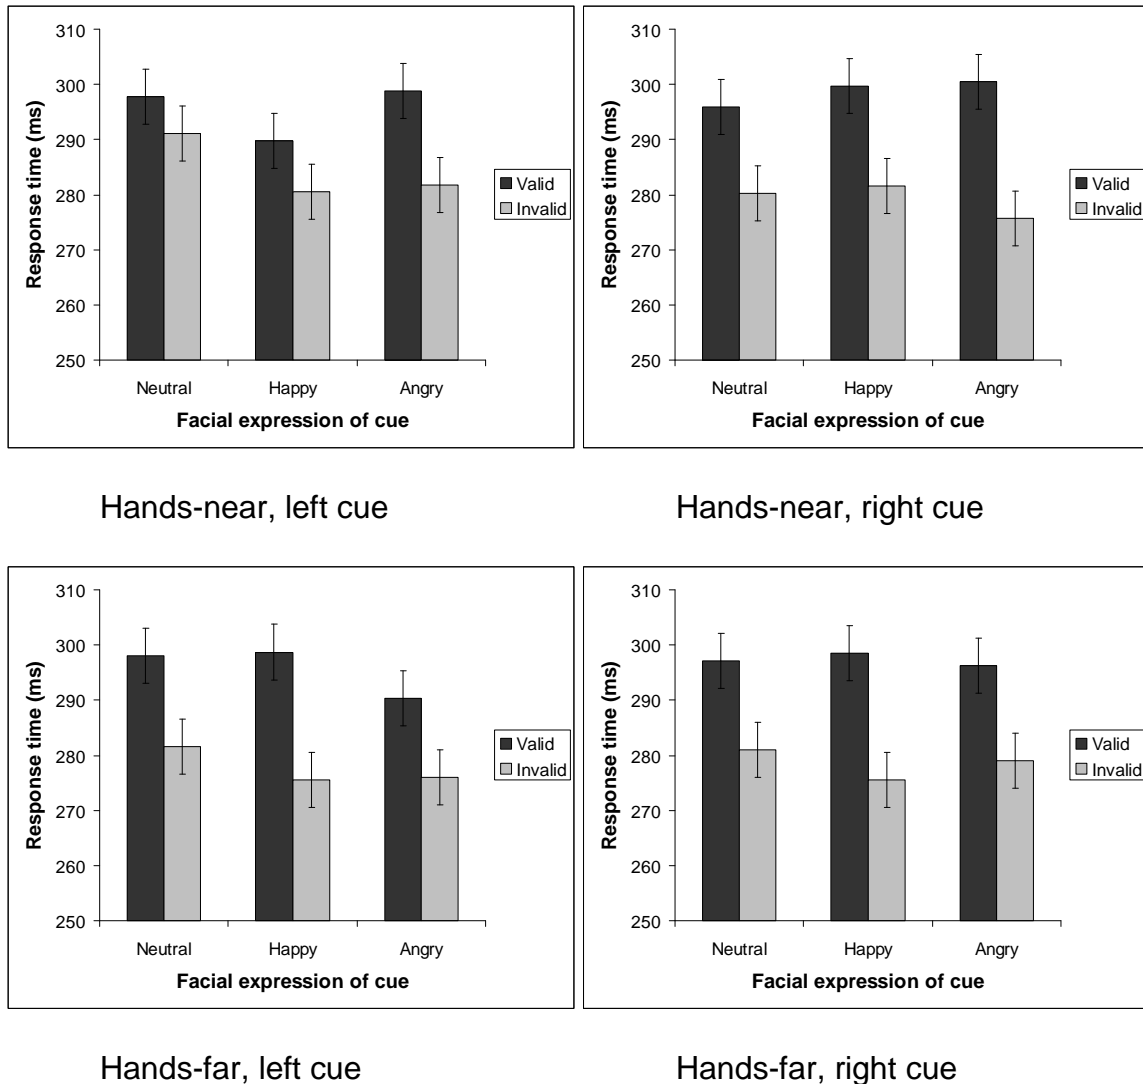 310
300
290
280
270
260
250
Response time (ms)
Neutral Happy Angry
Facial expression of cue
Valid
Invalid
310
300
290
280
270
260
250
Response time (ms)
Neutral Happy Angry
Facial expression of cue
Valid
Invalid
Hands-near, left cue
Hands-near, right cue
310
300
290
280
270
260
250
Response time (ms)
Neutral Happy Angry
Facial expression of cue
Valid
Invalid
310
300
290
280
270
260
250
Response time (ms)
Neutral Happy Angry
Facial expression of cue
Valid
Invalid
Hands-far, left cue
Hands-far, right cue